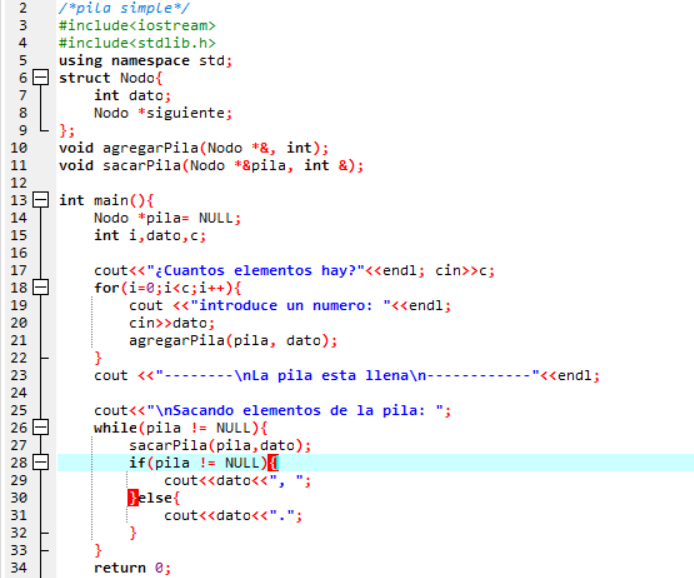 2 /*pila simple*/
3 #include<iostream>
4 #include<stdlib.h>
5 using namespace std;
6 struct Nodo{
7 int dato;
8 Nodo *siguiente;
9 };
10 void agregarPila(Nodo *&, int);
11 void sacarPila(Nodo *&pila, int &);
12
13 int main(){
14 Nodo *pila= NULL;
15 int i,dato,c;
16
17 cout<<"¿Cuantos elementos hay?"<<endl; cin>>c;
18 for(i=0;i<c;i++){
19 cout <<"introduce un numero: "<<endl;
20 cin>>dato;
21 agregarPila(pila, dato);
22 }
23 cout <<"--------\nLa pila esta llena\n------------"<<endl;
24
25 cout<<"\nSacando elementos de la pila: ";
26 while(pila != NULL){
27 sacarPila(pila,dato);
28 if(pila != NULL){
29 cout<<dato<<", ";
30 }else{
31 cout<<dato<<".";
32 }
33 }
34 return 0;